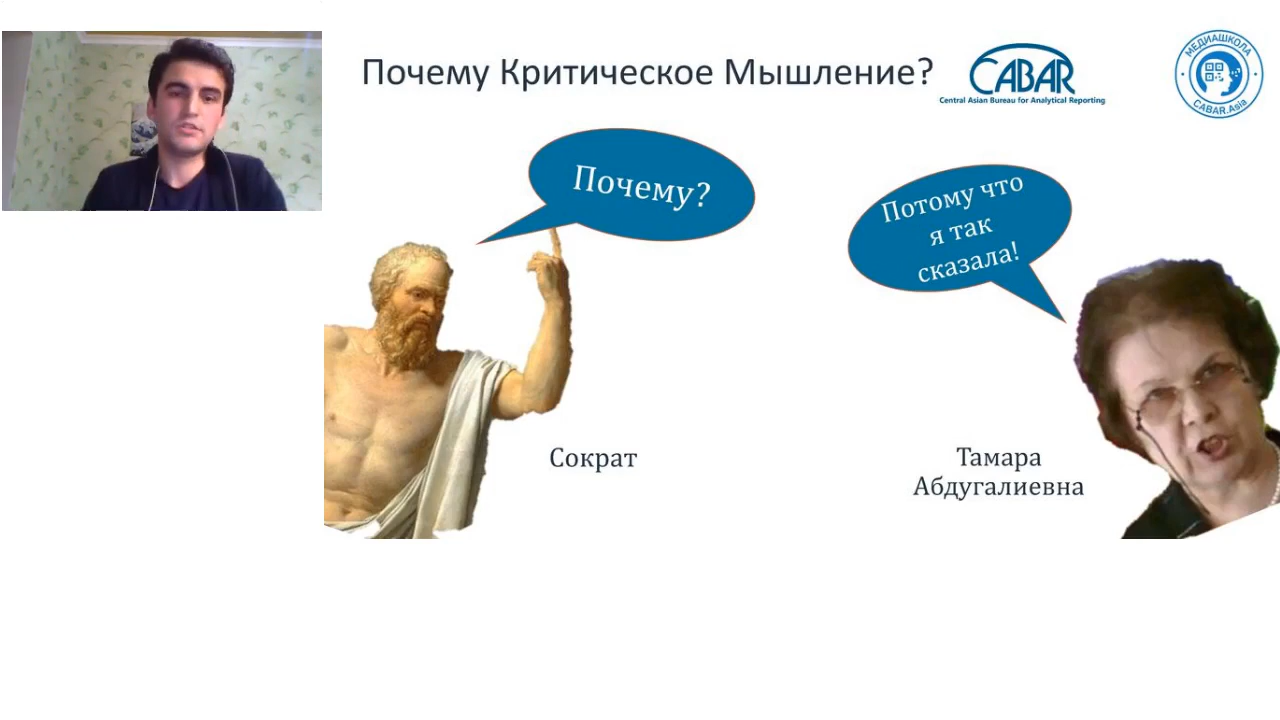 Почему Критическое Мышление?
CABAR
Central Asian Bureau for Analytical Reporting
МЕДИАШКОЛА
CABAR.Asia
Почему?
Потому что
я так
сказала!
Сократ
Тамара
Абдугалиевна